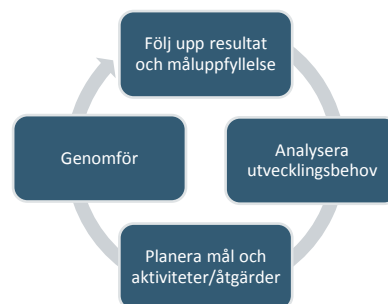 Följ upp resultat
och måluppfyllelse
Analysera
utvecklingsbehov
Planera mål och
aktiviteter/åtgärder
Genomför